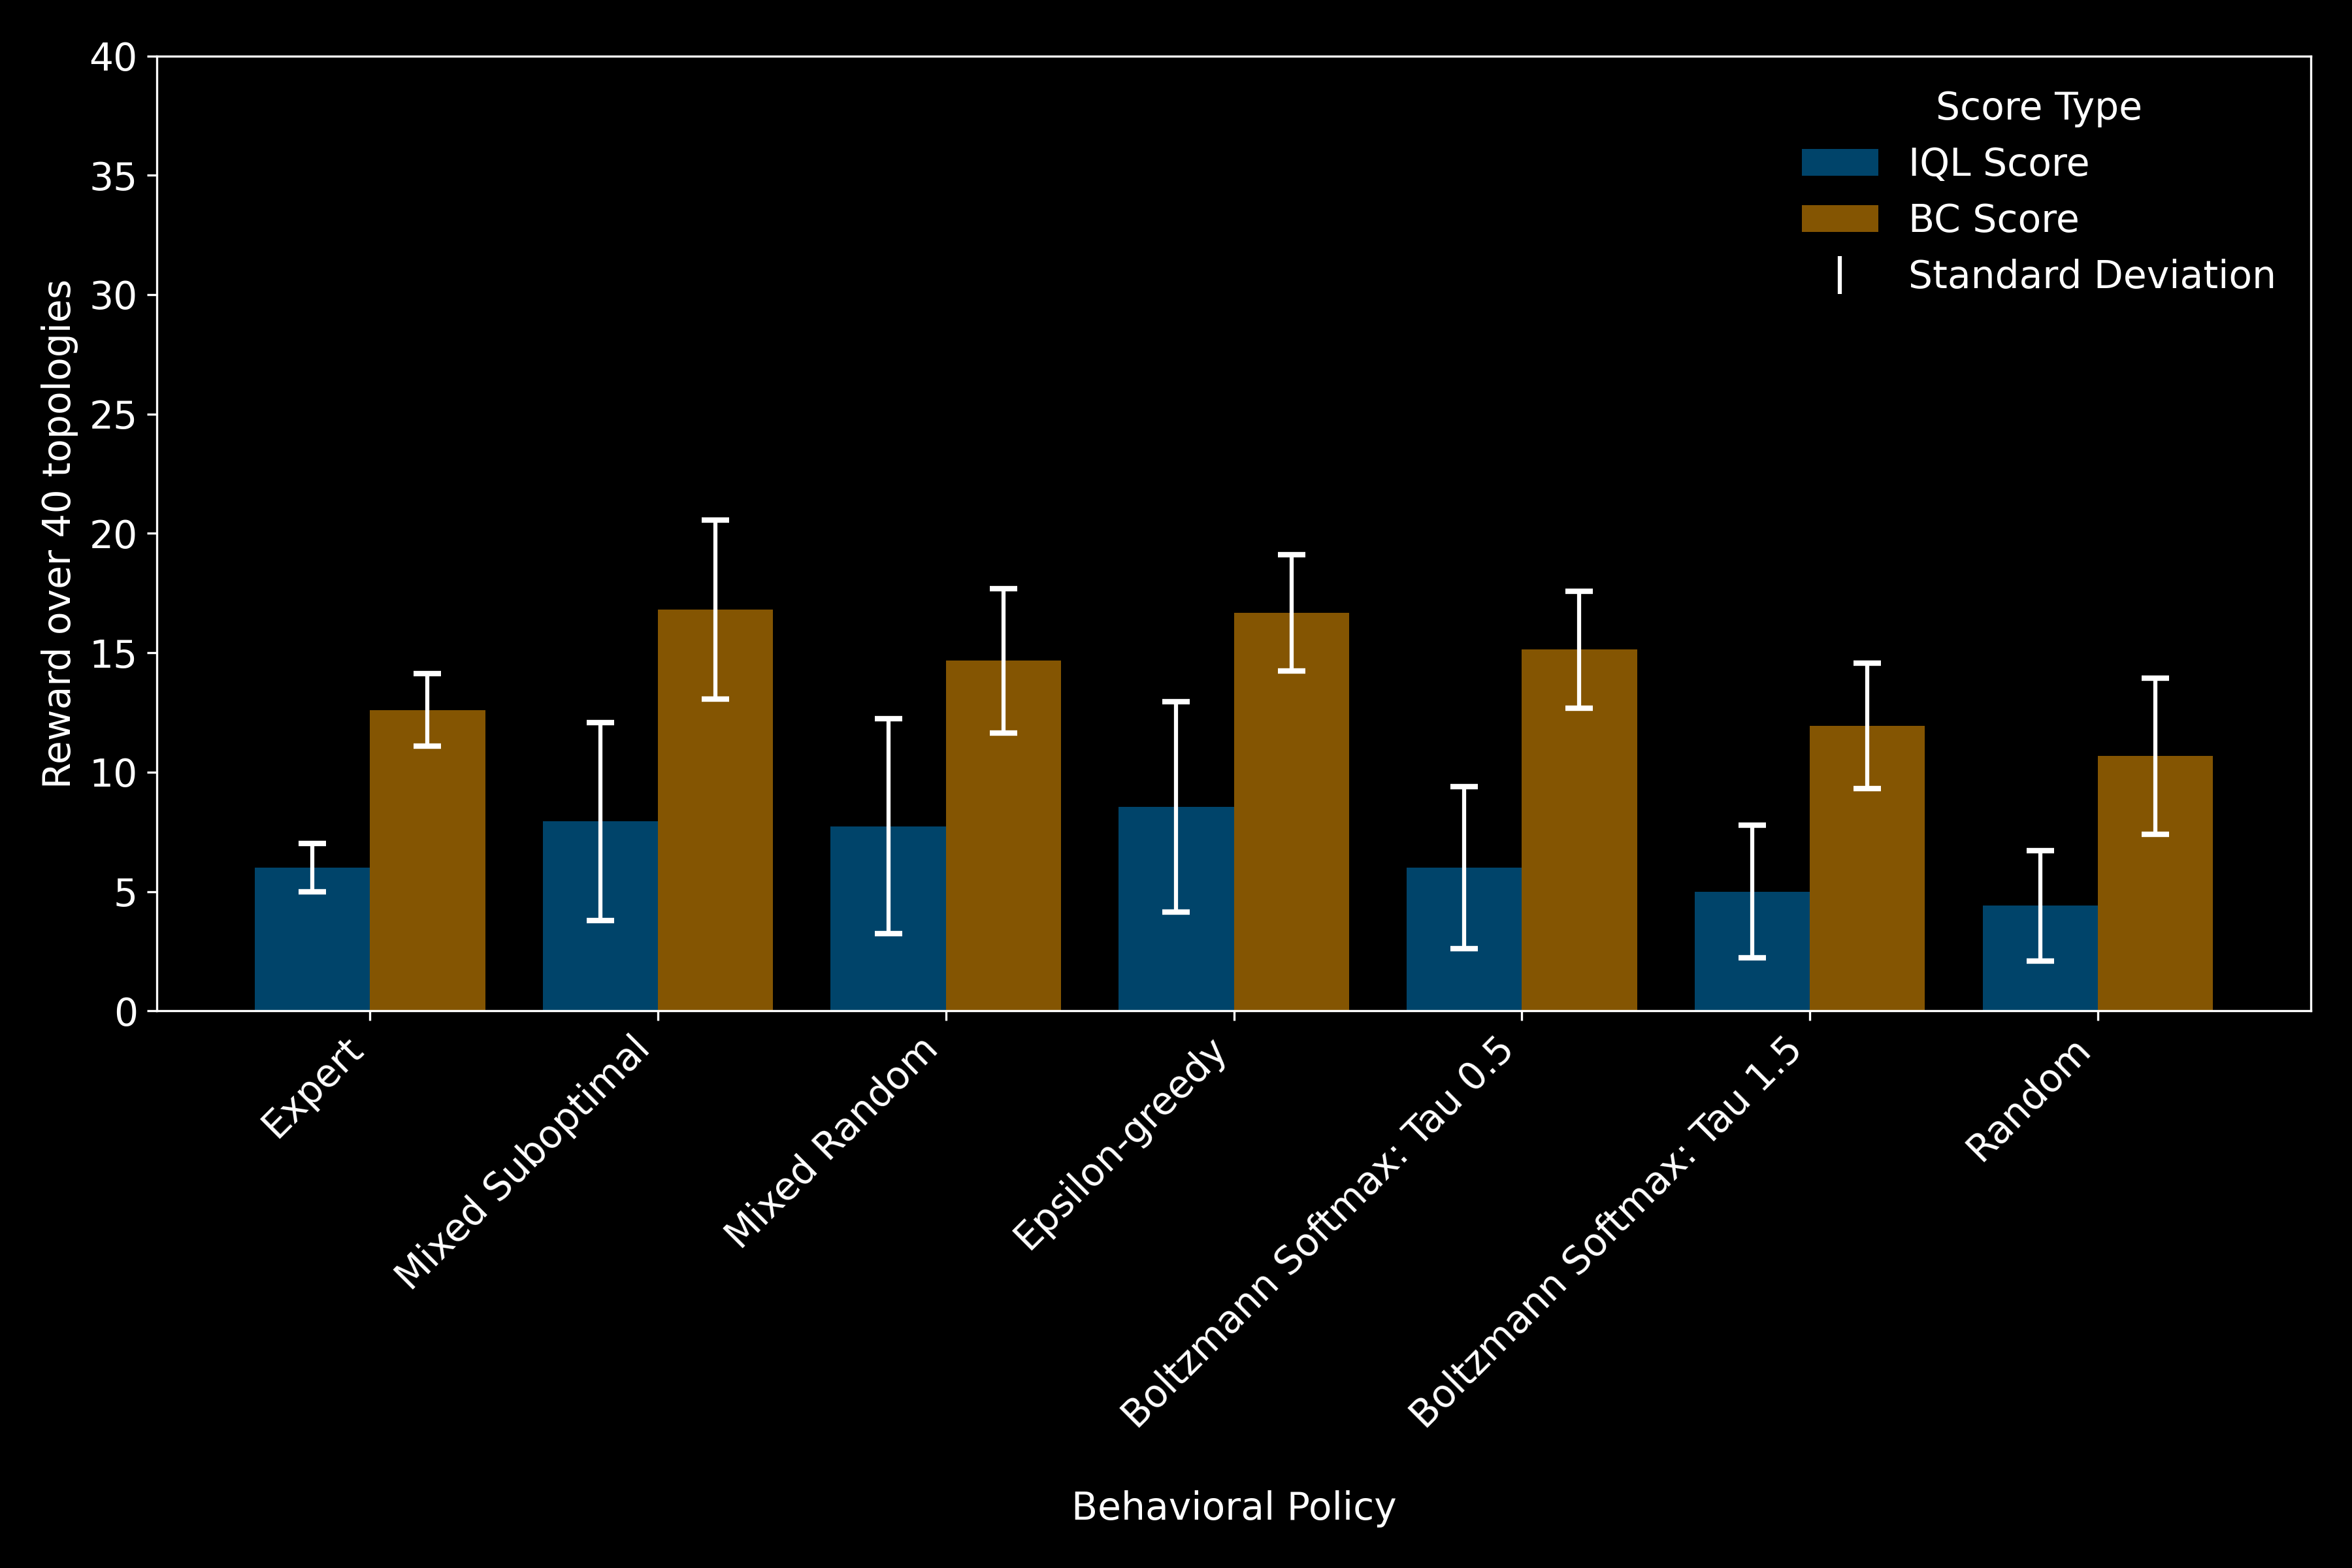 Score Type
IQL Score
BC Score
Standard Deviation
Reward over 40 topologies
40
35
30
25
20
15
10
5
0
Expert
Mixed Suboptimal
Mixed Random
Epsilon-greedy
Boltzmann Softmax: Tau 0.5
Boltzmann Softmax: Tau 1.5
Random
Behavioral Policy